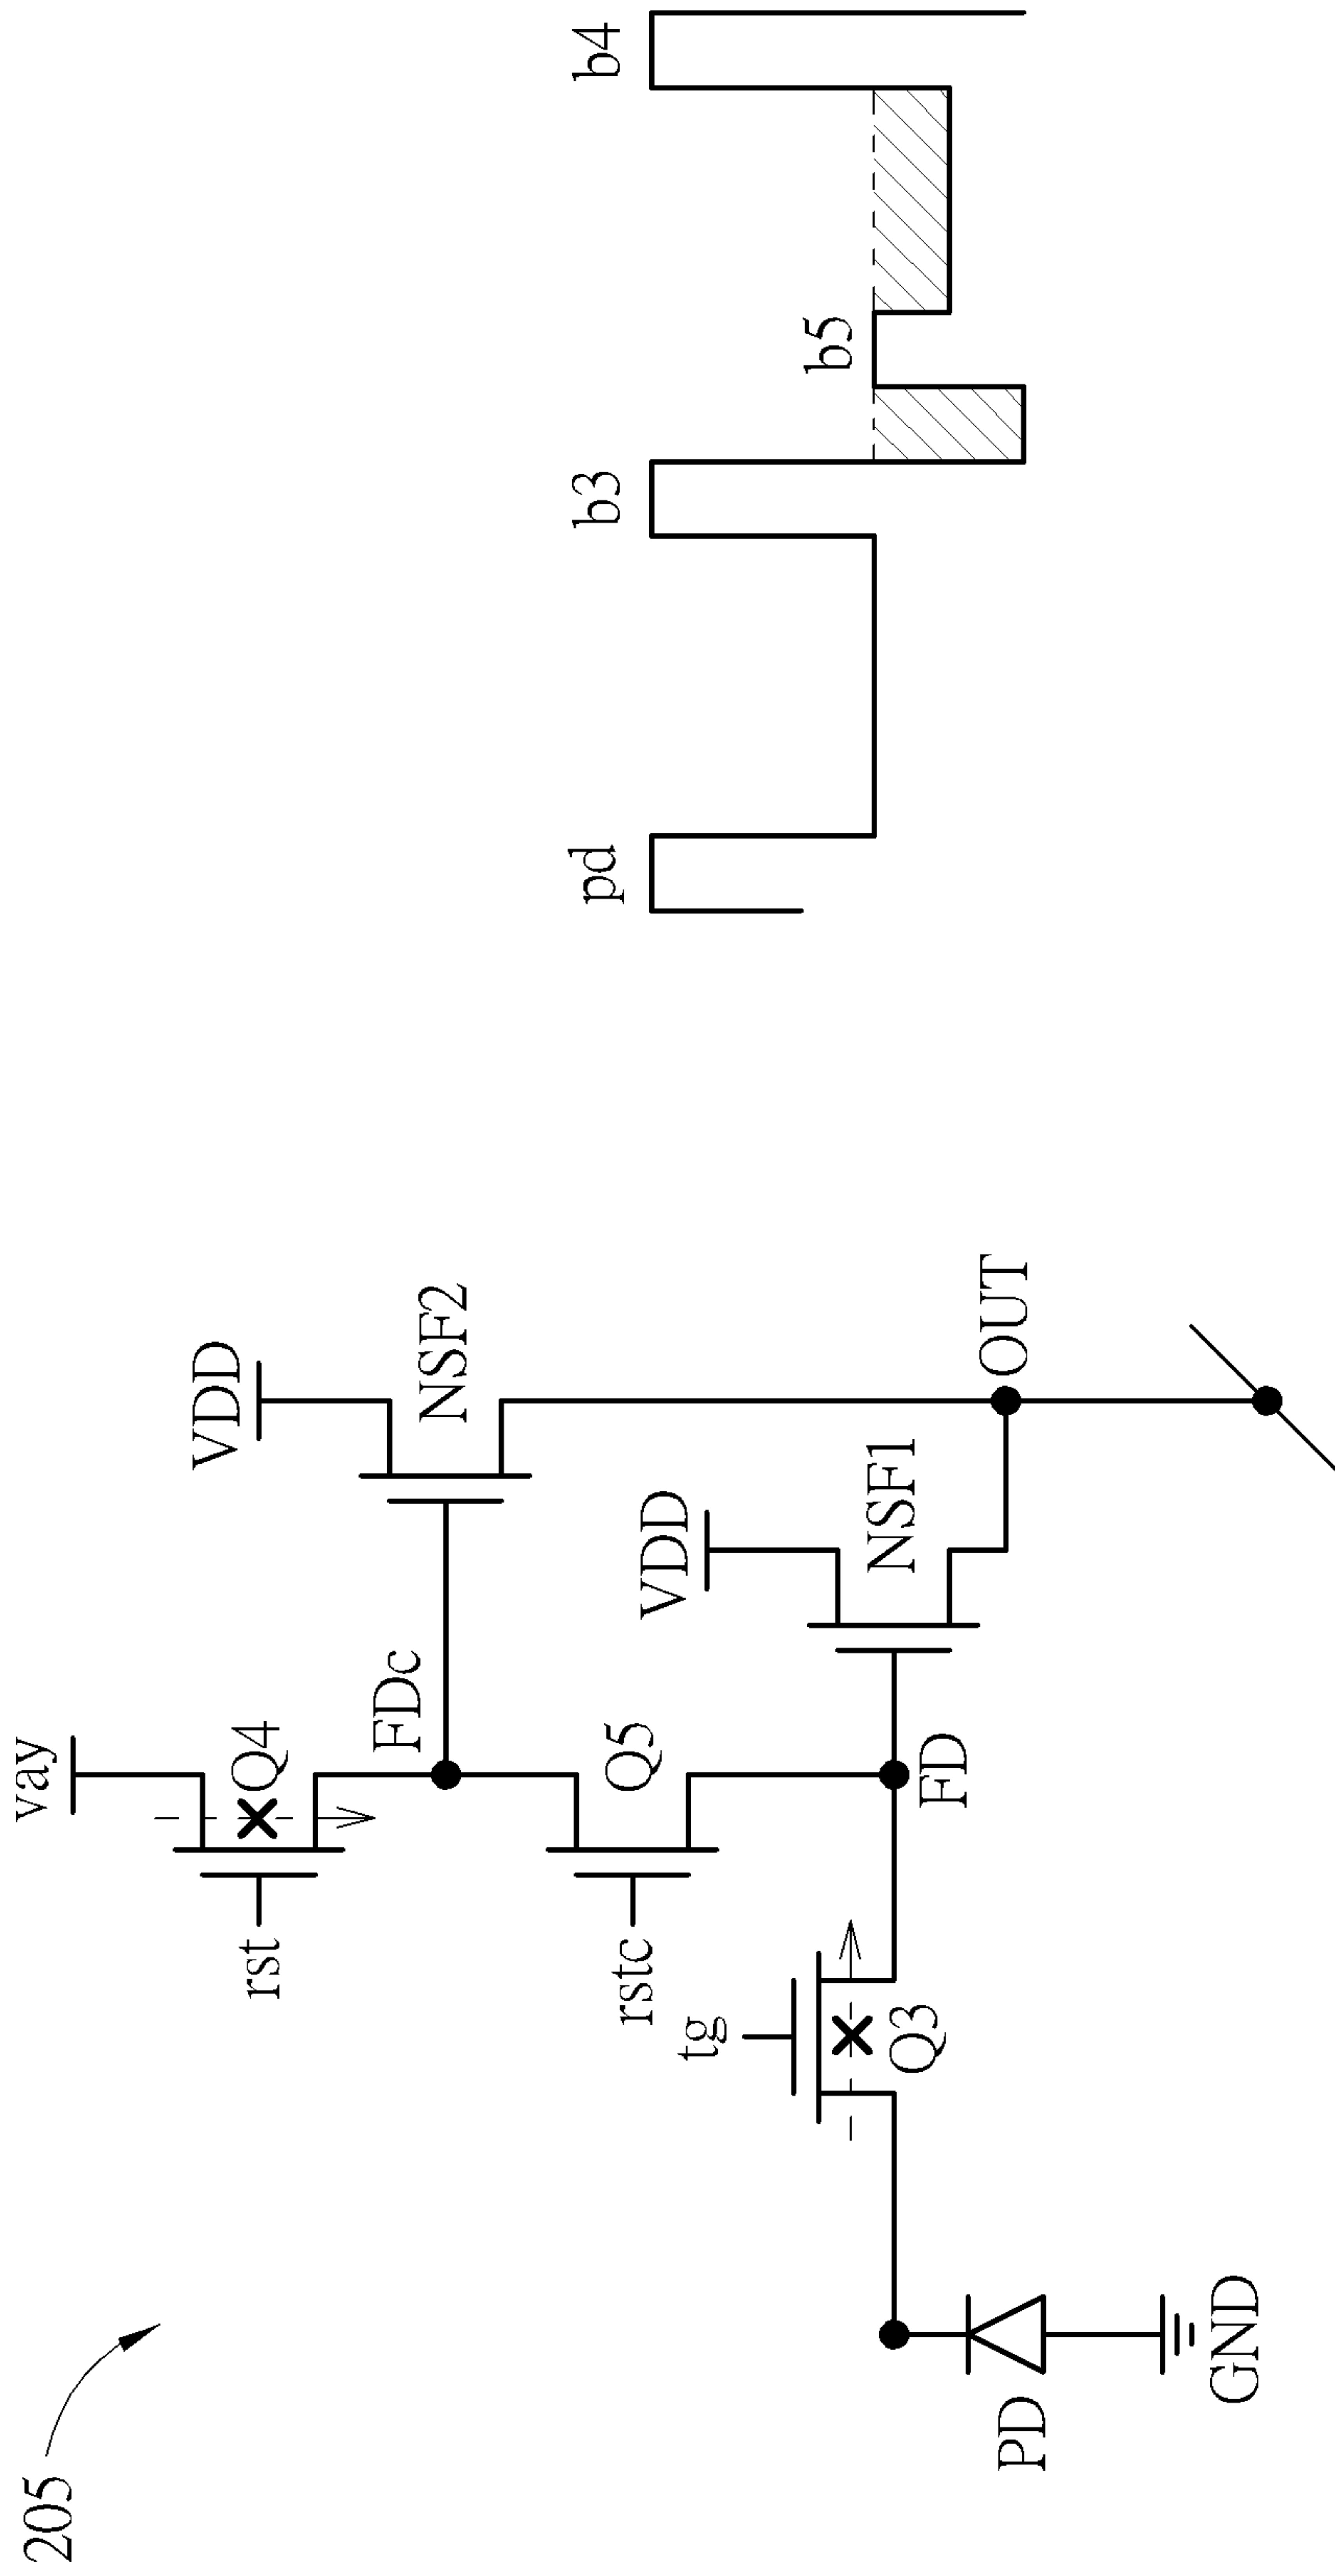 205
vay
rst
Q4
FDc
VDD
NSF2
rstc
Q5
tg
Q3
FD
VDD
NSF1
OUT
PD
GND
pd
b3
b5
b4